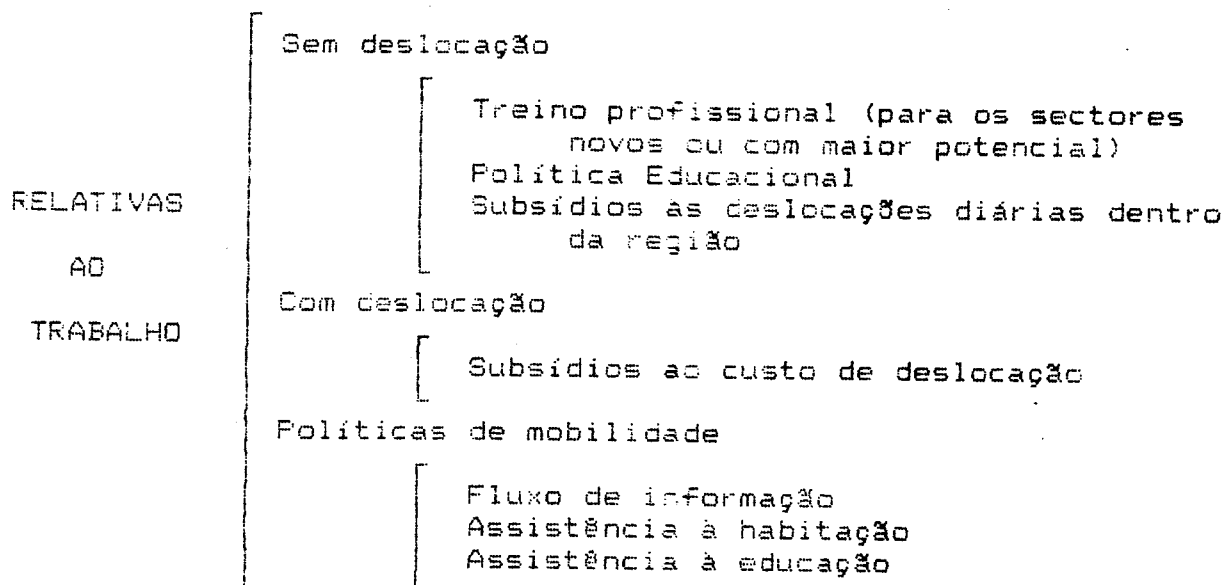 Sem deslocação
Treino profissional (para os sectores
novos ou com maior potencial)
Política Educacional
Subsídios às deslocações diárias dentro
da região
RELATIVAS
AO
TRABALHO
Com deslocação
Subsídios ao custo de deslocação
Políticas de mobilidade
Fluxo de informação
Assistência à habitação
Assistência à educação